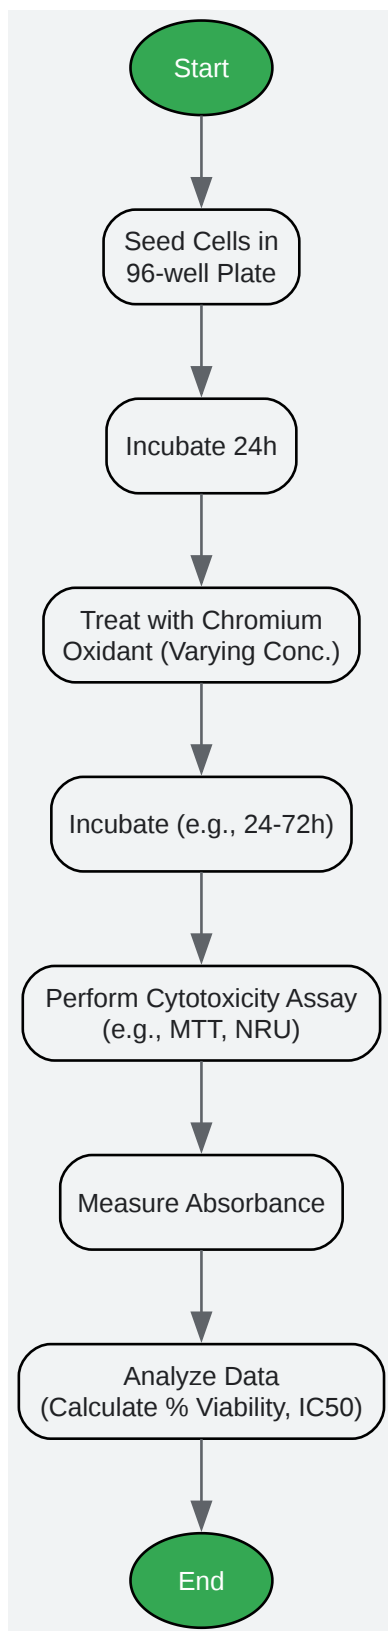 Start
Seed Cells in
96-well Plate
Incubate 24h
Treat with Chromium
Oxidant (Varying Conc.)
Incubate (e.g., 24-72h)
Perform Cytotoxicity Assay
(e.g., MTT, NRU)
Measure Absorbance
Analyze Data
(Calculate % Viability, IC50)
End